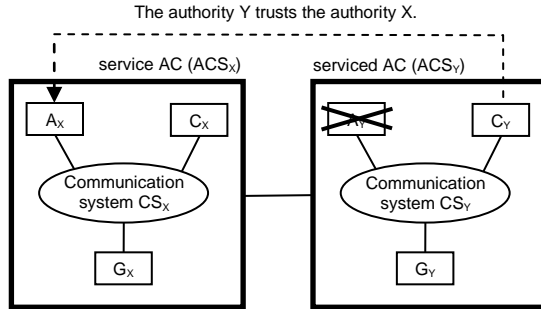 The authority Y trusts the authority X.
service AC (ACSX) serviced AC (ACSY)
AX CX AY CY
Communication system CSX
Communication system CSY
GX GY